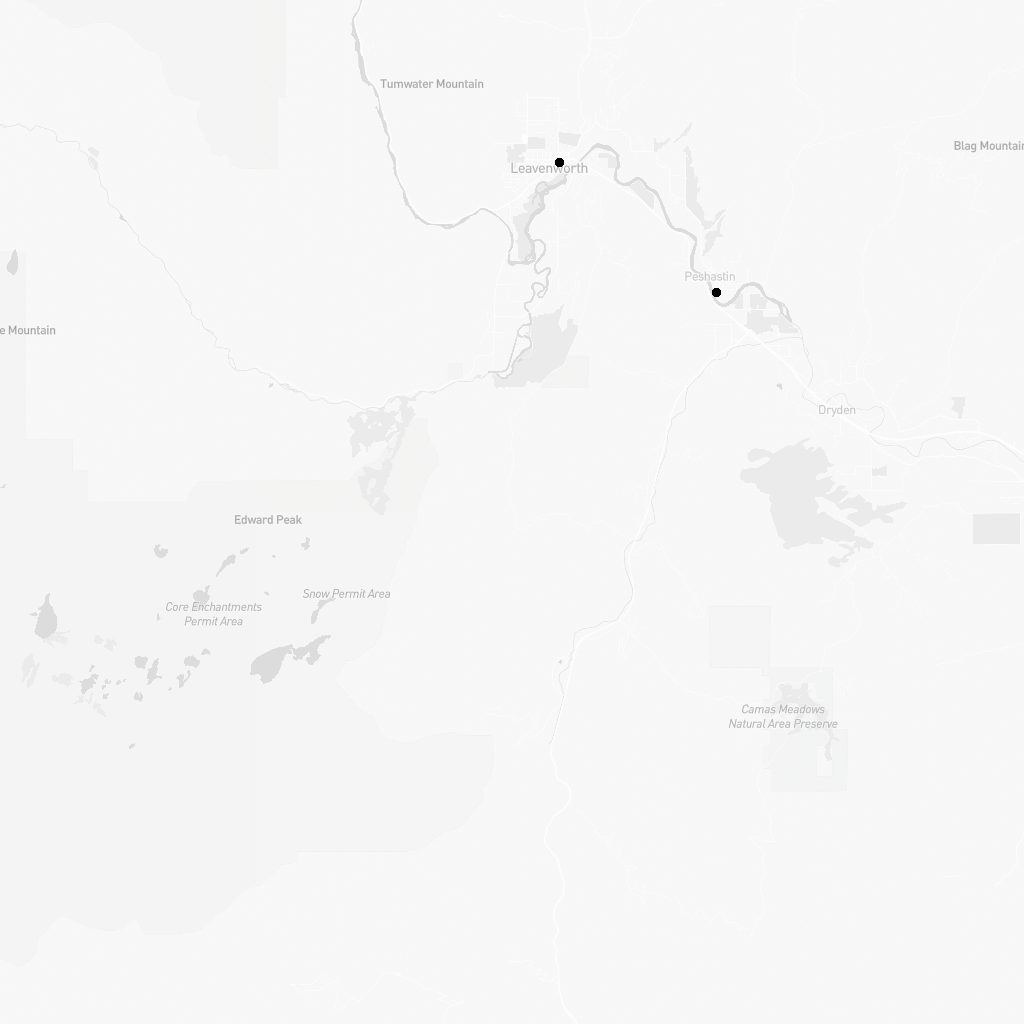 Tumwater Mountain
Blag Mountain
Leavenworth
Peshastin
e Mountain
Dryden
Edward Peak
Snow Permit Area
Core Enchantments
Permit Area
Camas Meadows
Natural Area Preserve